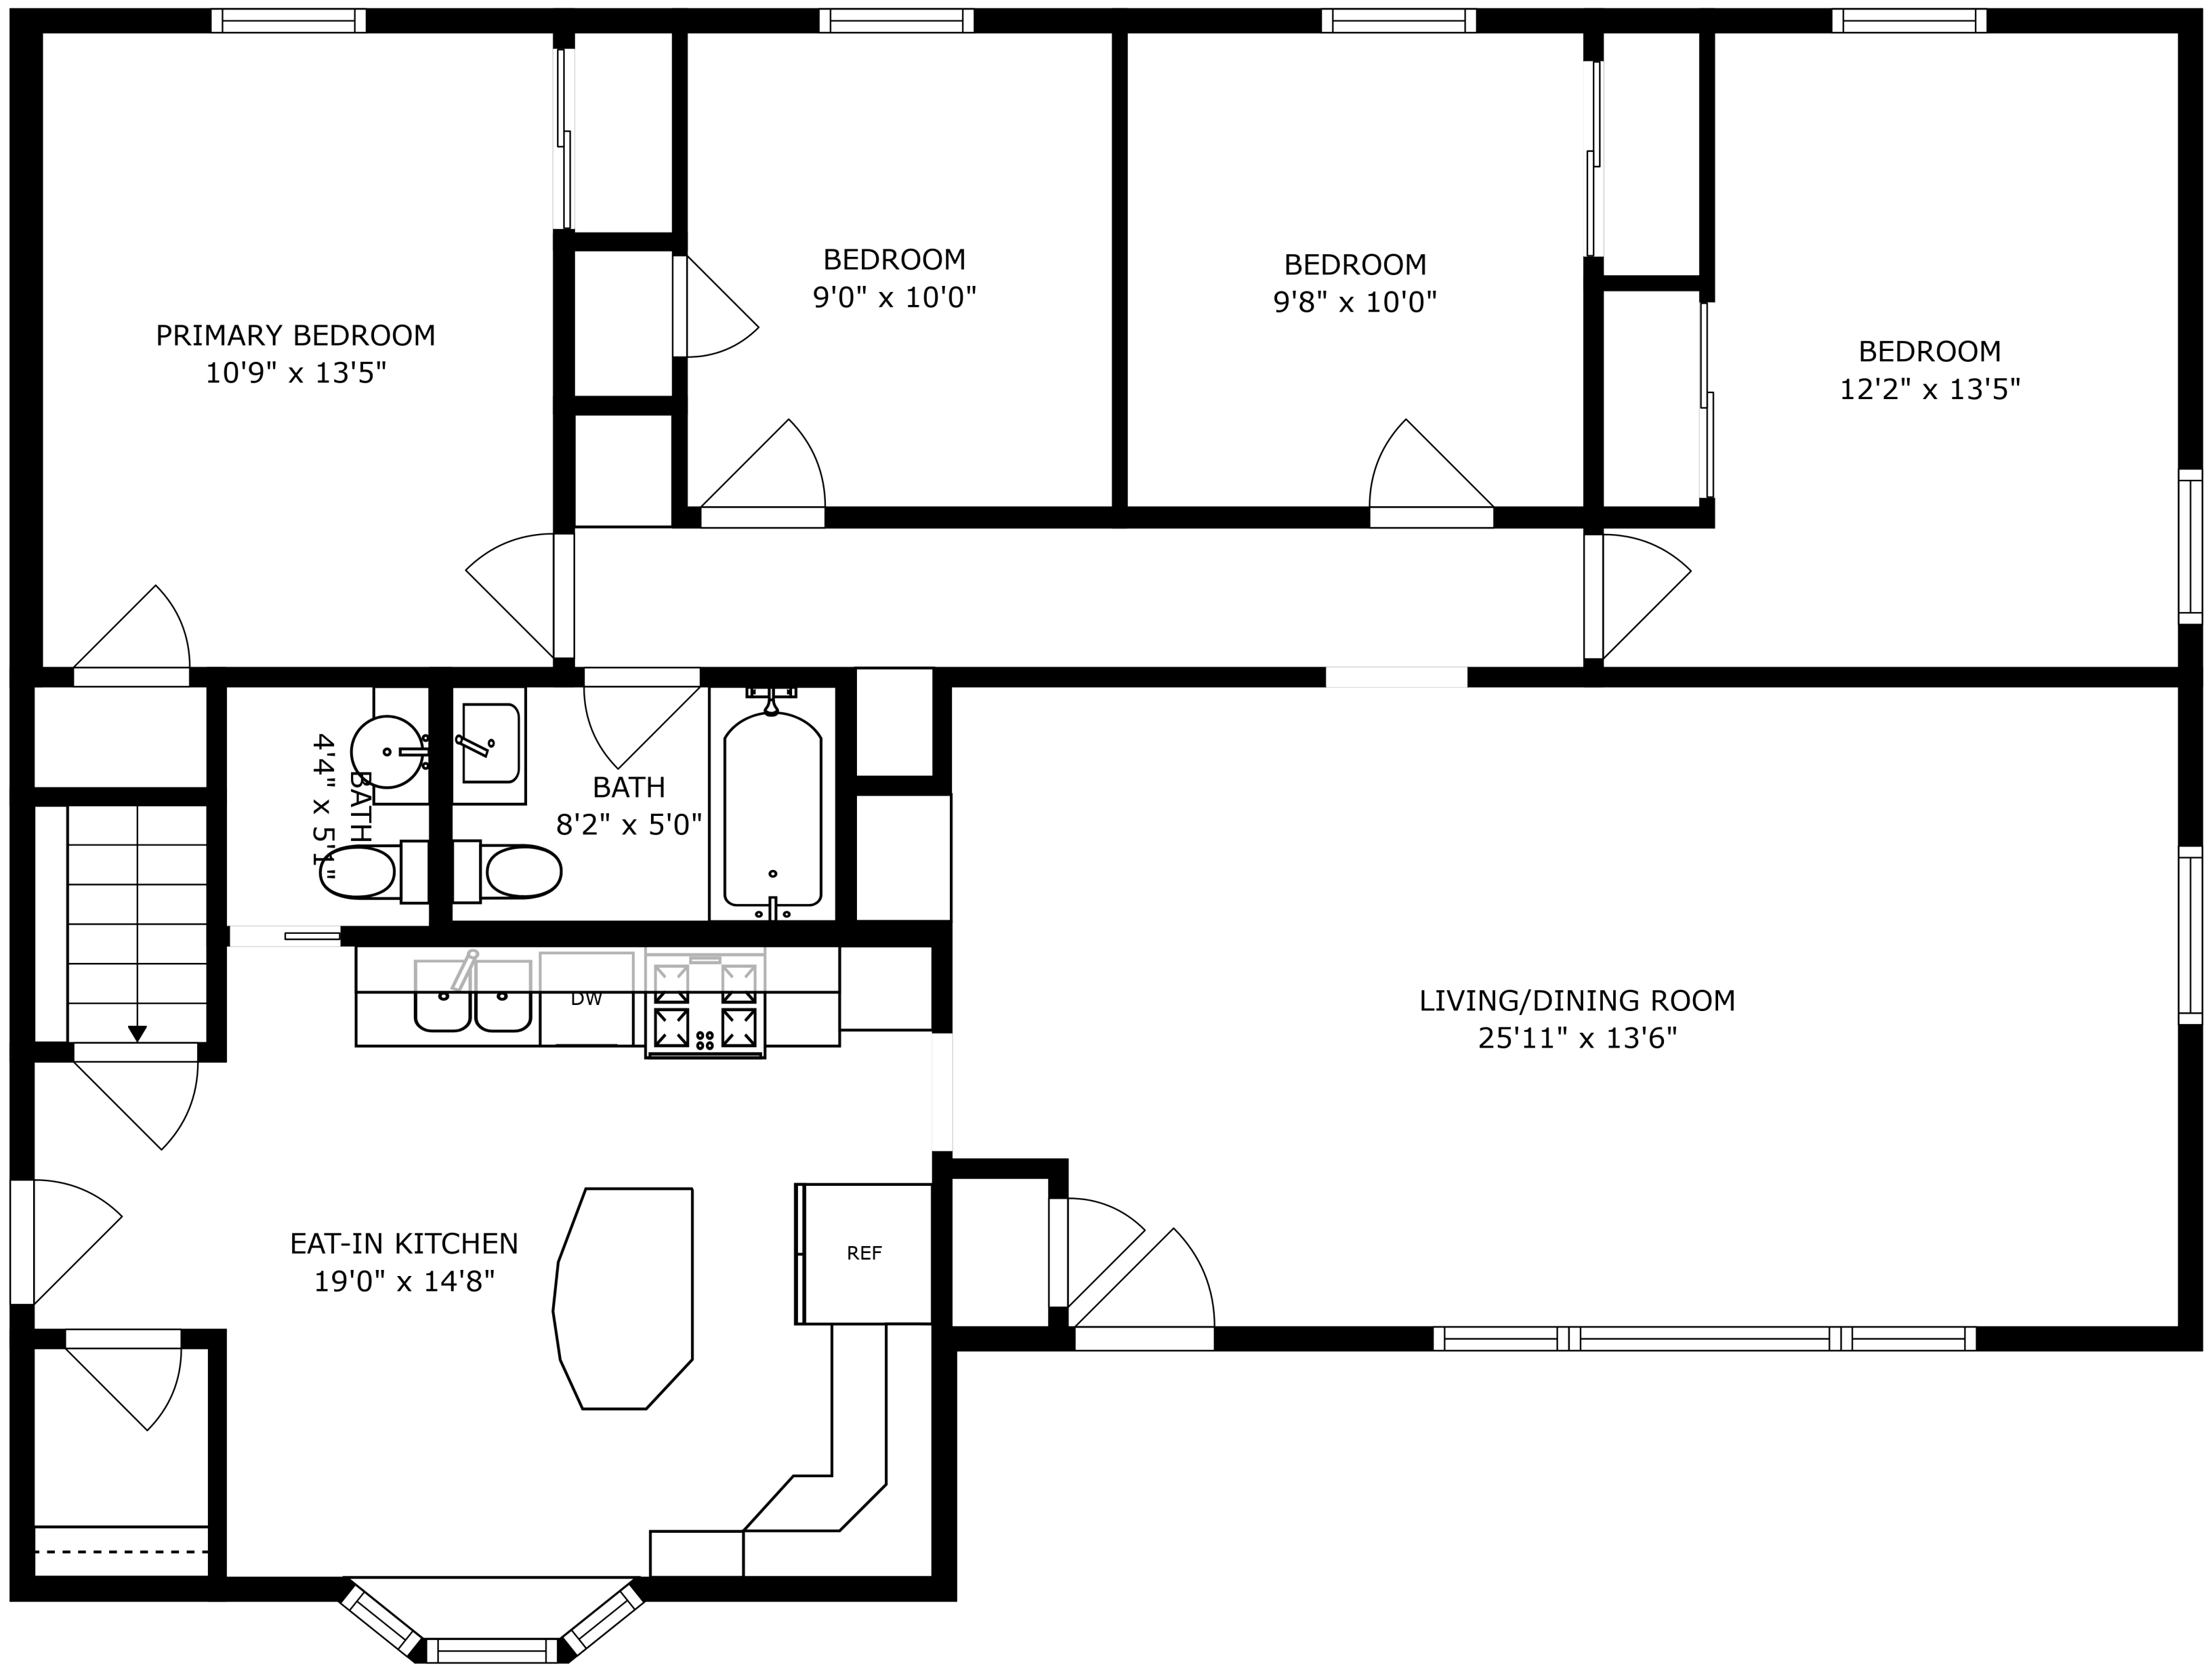 BEDROOM
9'0" x 10'0"
BEDROOM
9'8" x 10'0"
PRIMARY BEDROOM
10'9" x 13'5"
BEDROOM
12'2" x 13'5"
BATH
4'4" x 5'1"
BATH
8'2" x 5'0"
DW
LIVING/DINING ROOM
25'11" x 13'6"
EAT-IN KITCHEN
19'0" x 14'8"
REF